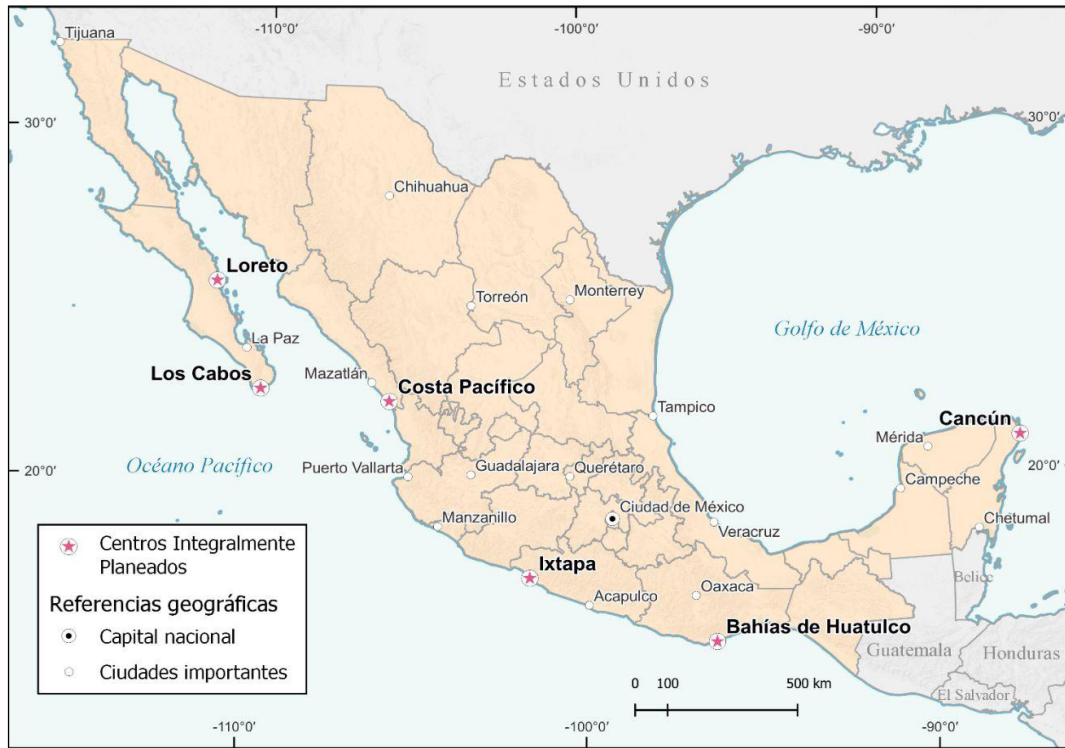 -110°0′
-100°0′
-90°0′
Tijuana
Estados Unidos
30°0′
30°0′
Chihuahua
Loreto
Torreón
Monterrey
Golfo de México
La Paz
Los Cabos
Mazatlán
Costa Pacífico
Tampico
Cancún
Mérida
Océano Pacífico
Puerto Vallarta
Guadalajara
Querétaro
20°0′
20°0′
Campeche
Ciudad de México
Manzanillo
Veracruz
Chetumal
Ixtapa
Belice
Oaxaca
Acapulco
Bahías de Huatulco
Guatemala
Honduras
El Salvador
Centros Integralmente
Planeados
Referencias geográficas
Capital nacional
Ciudades importantes
0 100 500 km
-110°0′
-100°0′
-90°0′